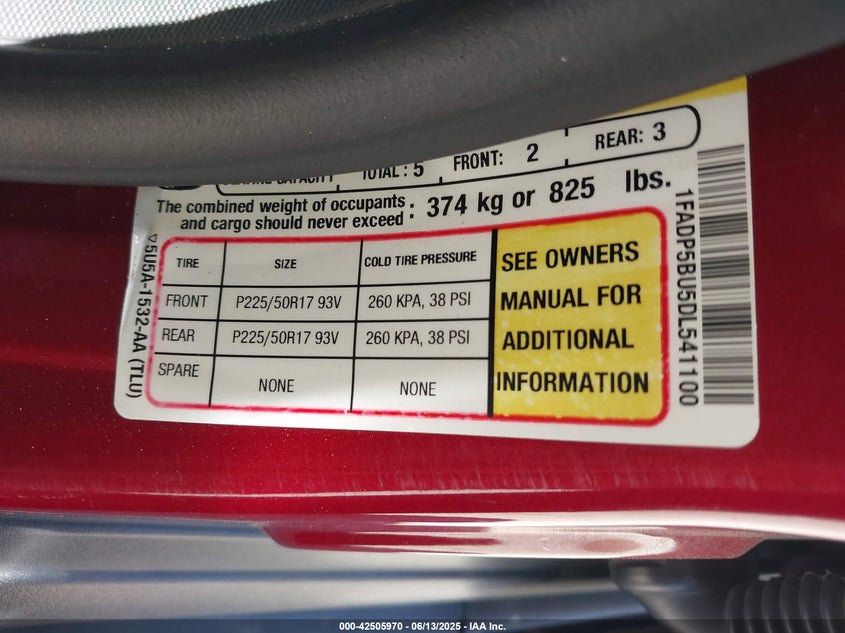 TOTAL : 5 FRONT: 2 REAR: 3
The combined weight of occupants
and cargo should never exceed : 374 kg or 825 lbs.
TIRE SIZE COLD TIRE PRESSURE
FRONT P225/50R17 93V 260 KPA, 38 PSI
REAR P225/50R17 93V 260 KPA, 38 PSI
SPARE NONE NONE
SEE OWNERS
MANUAL FOR
ADDITIONAL
INFORMATION
5U5A-1532-AA (TLU)
1FADP5BU5DL541100
000-42505970 - 06/13/2025 - IAA Inc.